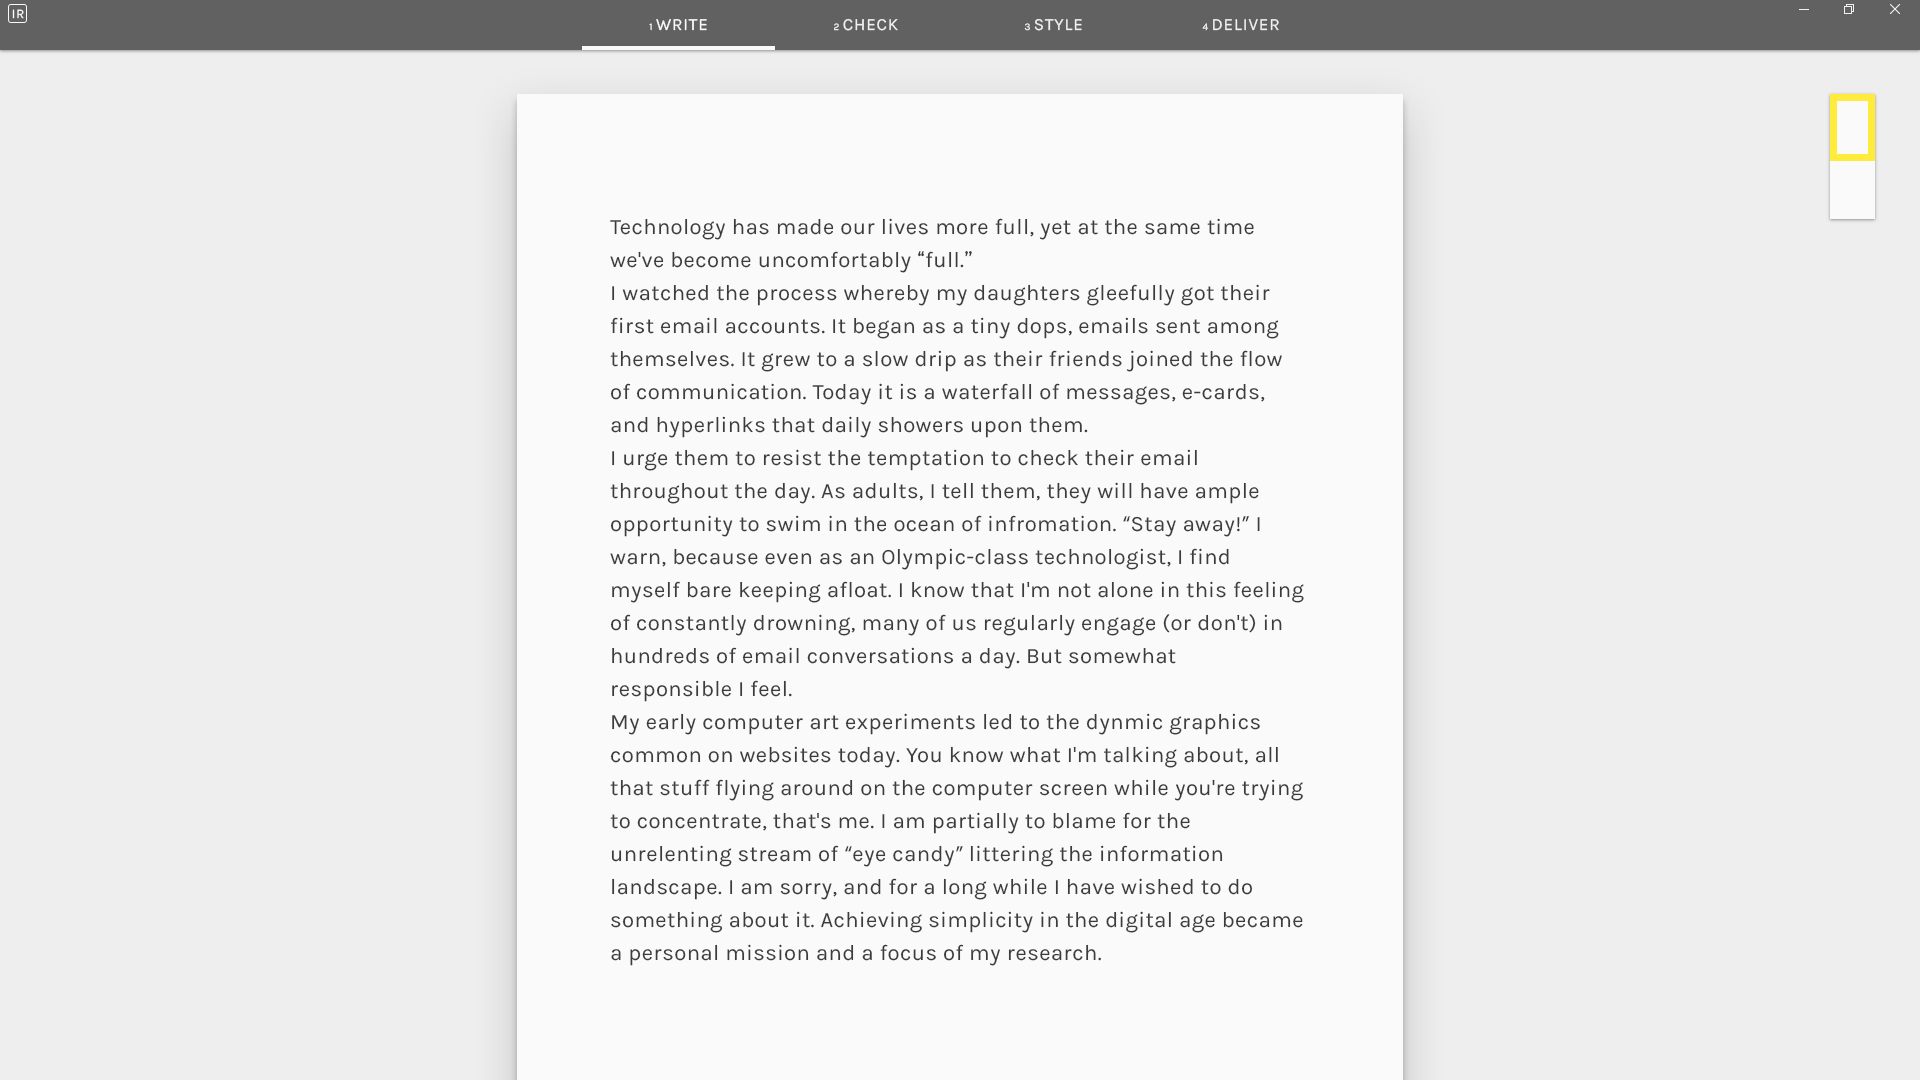 IR
1 WRITE
2 CHECK
3 STYLE
4 DELIVER
Technology has made our lives more full, yet at the same time
we've become uncomfortably “full.”
I watched the process whereby my daughters gleefully got their
first email accounts. It began as a tiny dops, emails sent among
themselves. It grew to a slow drip as their friends joined the flow
of communication. Today it is a waterfall of messages, e-cards,
and hyperlinks that daily showers upon them.
I urge them to resist the temptation to check their email
throughout the day. As adults, I tell them, they will have ample
opportunity to swim in the ocean of infromation. “Stay away!” I
warn, because even as an Olympic-class technologist, I find
myself bare keeping afloat. I know that I'm not alone in this feeling
of constantly drowning, many of us regularly engage (or don't) in
hundreds of email conversations a day. But somewhat
responsible I feel.
My early computer art experiments led to the dynmic graphics
common on websites today. You know what I'm talking about, all
that stuff flying around on the computer screen while you're trying
to concentrate, that's me. I am partially to blame for the
unrelenting stream of “eye candy” littering the information
landscape. I am sorry, and for a long while I have wished to do
something about it. Achieving simplicity in the digital age became
a personal mission and a focus of my research.